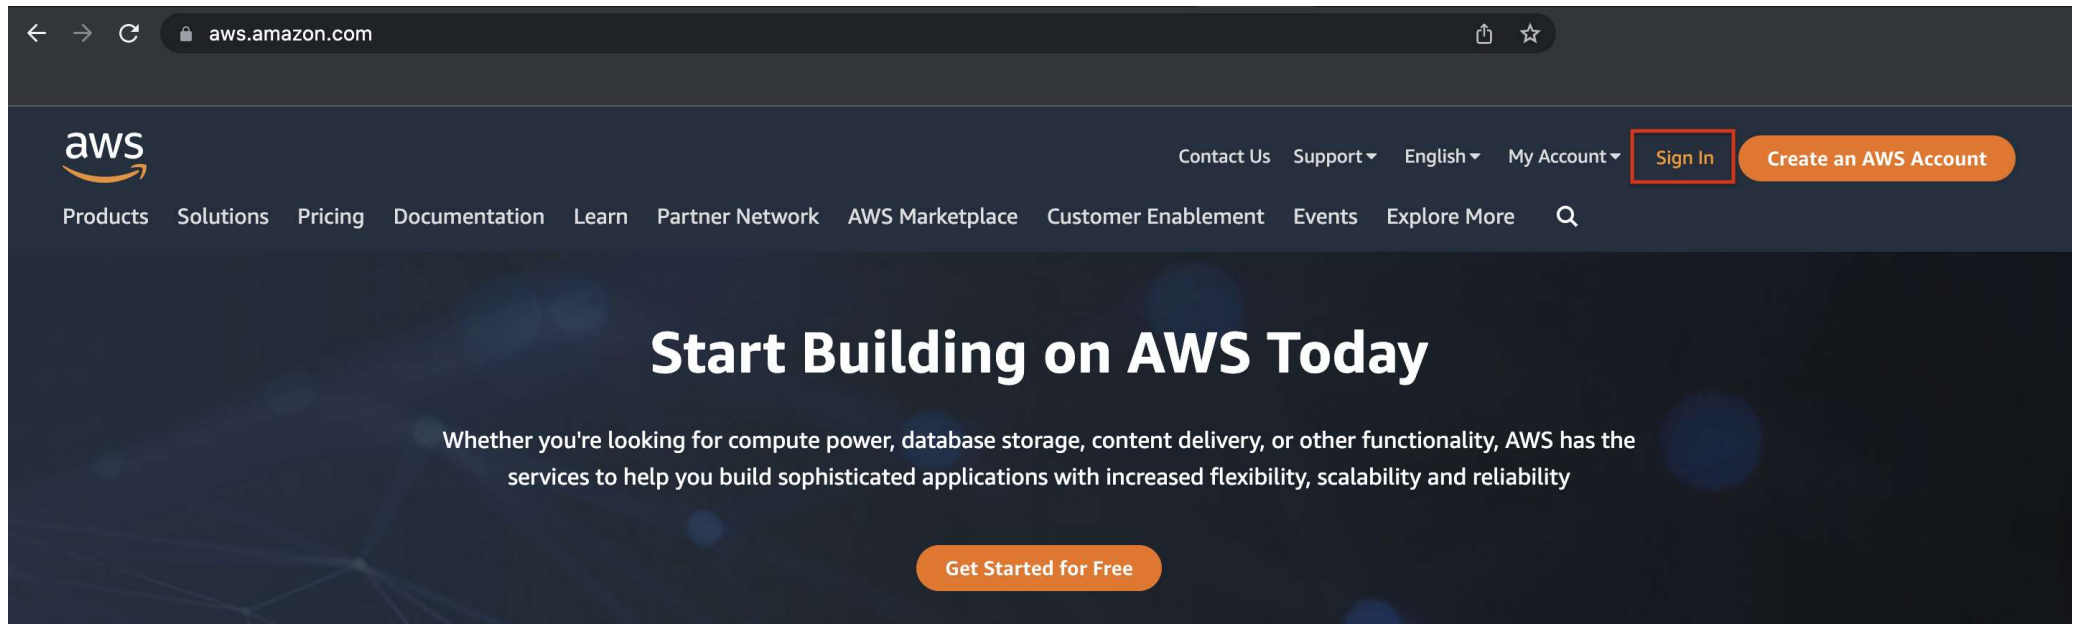 aws.amazon.com
aws
Contact Us Support English My Account Sign In Create an AWS Account
Products Solutions Pricing Documentation Learn Partner Network AWS Marketplace Customer Enablement Events Explore More
Start Building on AWS Today
Whether you're looking for compute power, database storage, content delivery, or other functionality, AWS has the
services to help you build sophisticated applications with increased flexibility, scalability and reliability
Get Started for Free